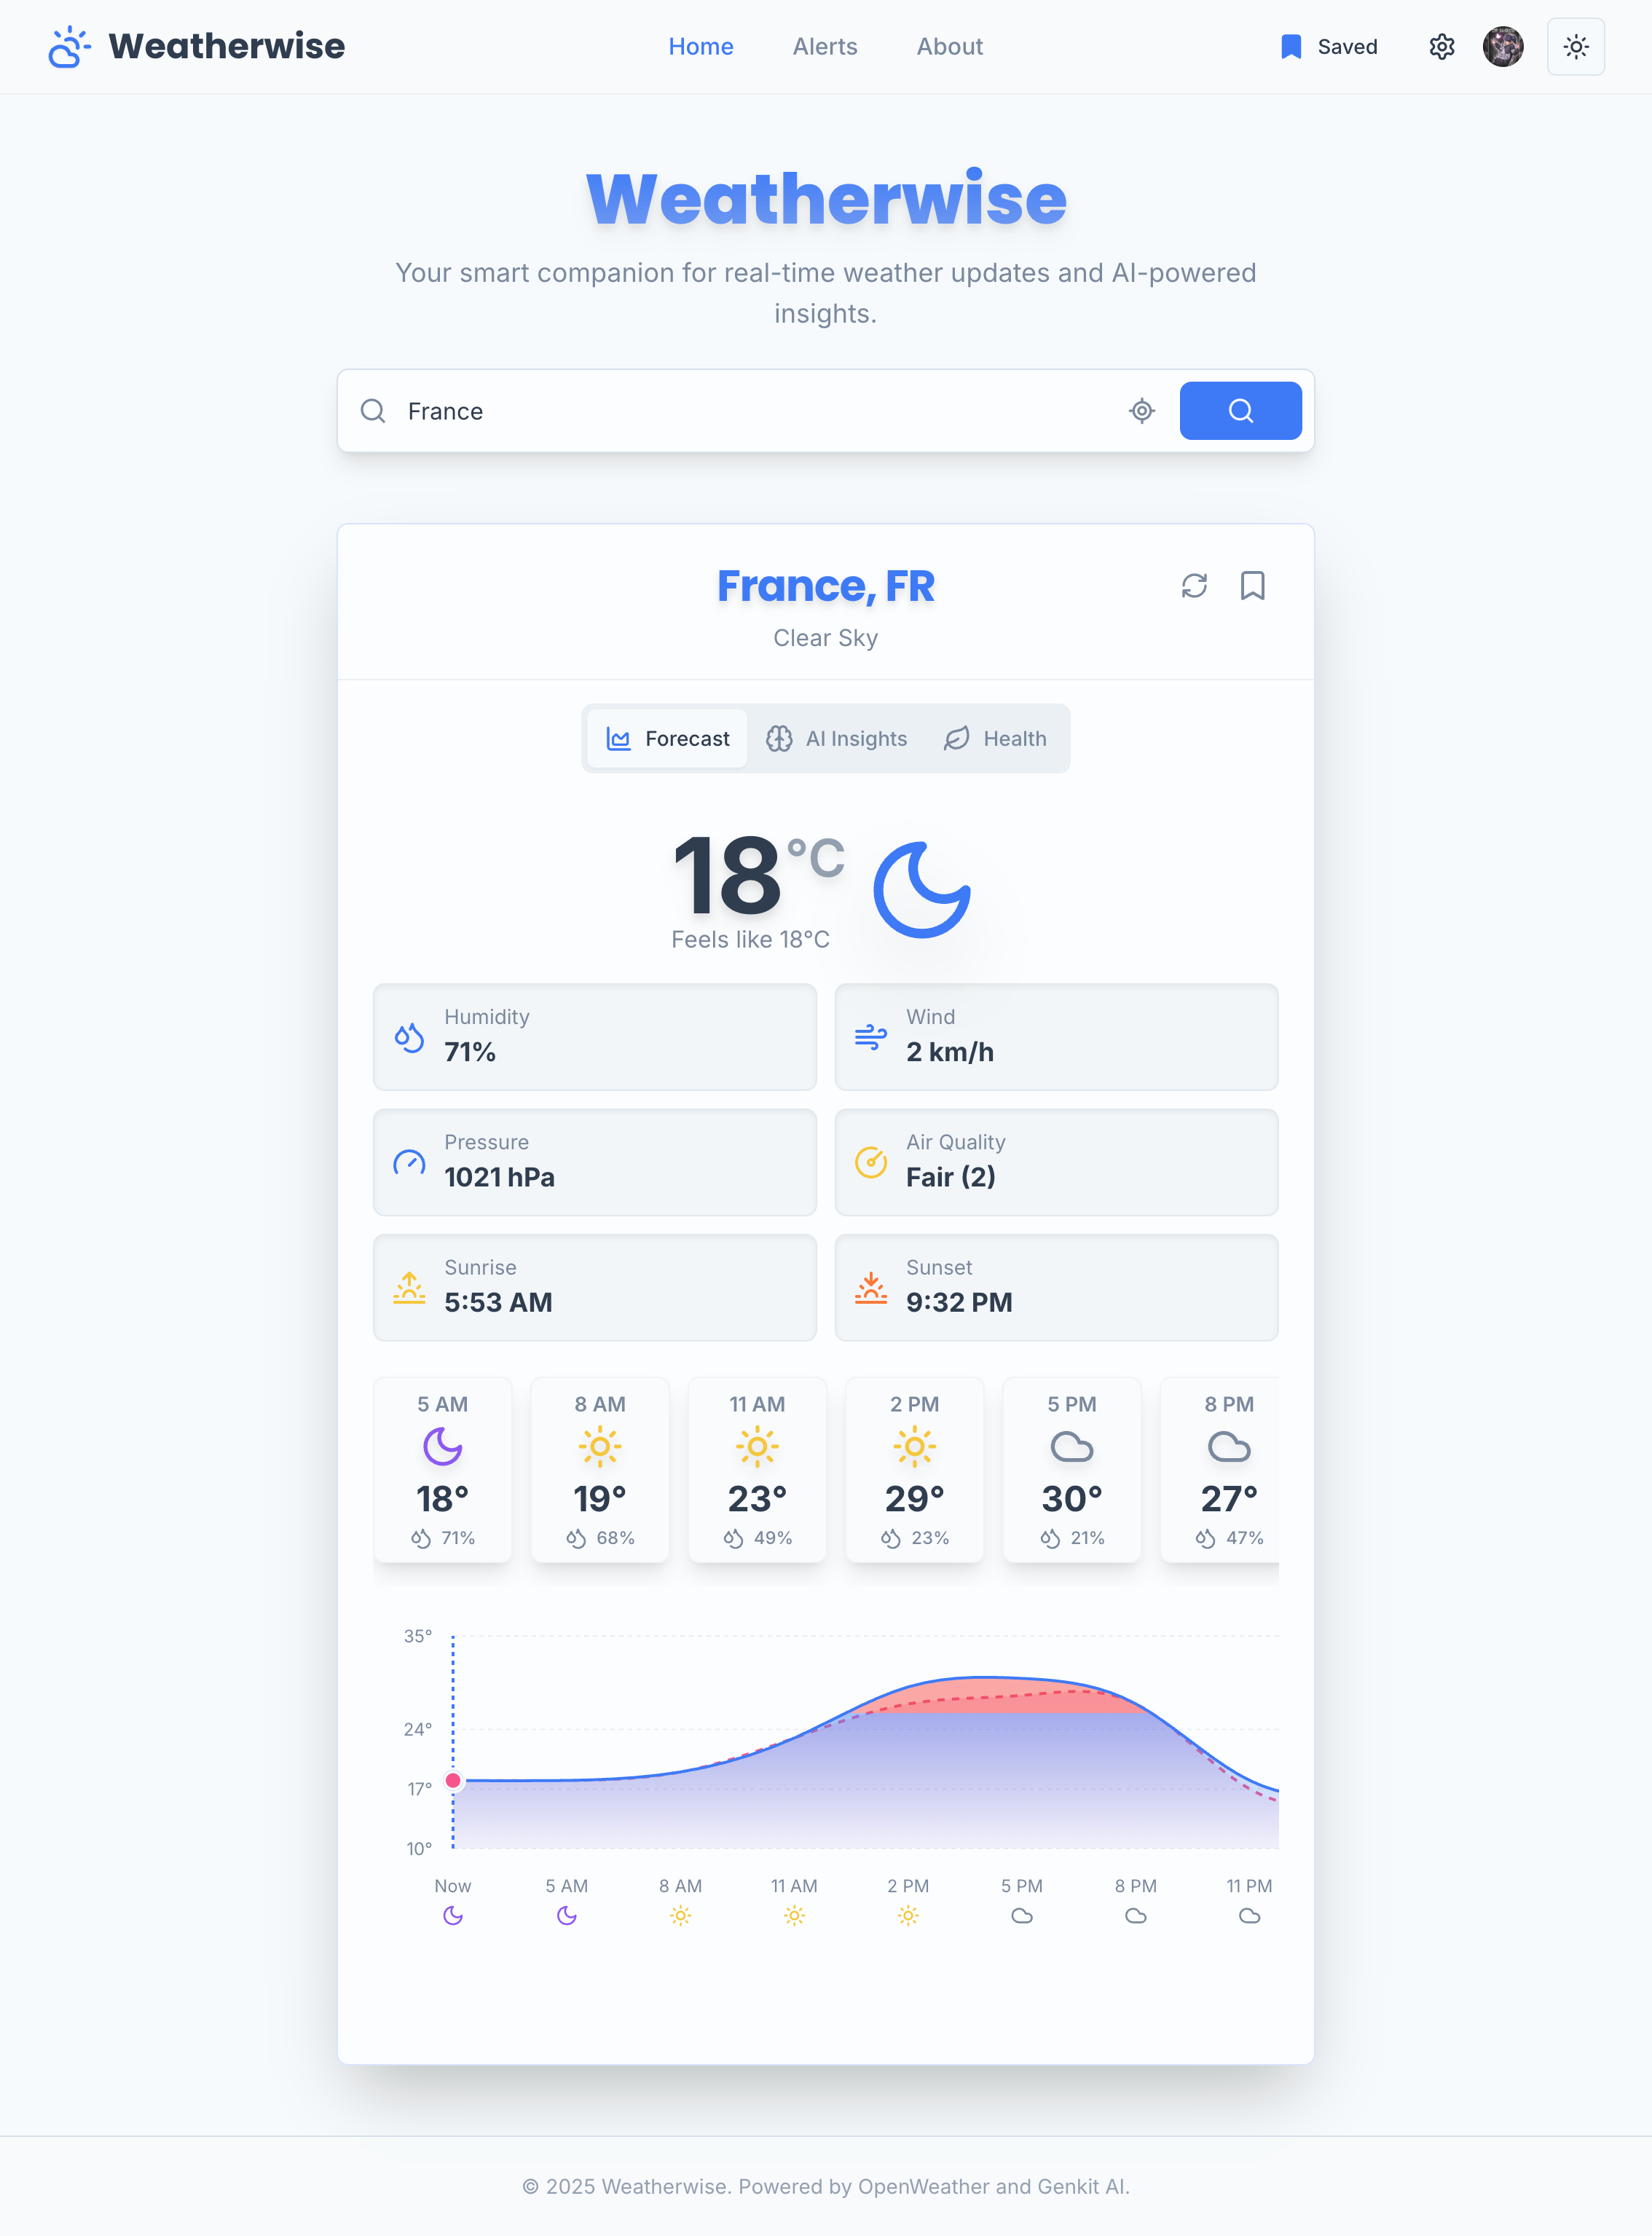 Weatherwise
Home
Alerts
About
Saved
Weatherwise
Your smart companion for real-time weather updates and AI-powered
insights.
France
France, FR
Clear Sky
Forecast
AI Insights
Health
18°C
Feels like 18°C
Humidity
71%
Wind
2 km/h
Pressure
1021 hPa
Air Quality
Fair (2)
Sunrise
5:53 AM
Sunset
9:32 PM
5 AM
18°
71%
8 AM
19°
68%
11 AM
23°
49%
2 PM
29°
23%
5 PM
30°
21%
8 PM
27°
47%
35°
24°
17°
10°
Now
5 AM
8 AM
11 AM
2 PM
5 PM
8 PM
11 PM
© 2025 Weatherwise. Powered by OpenWeather and Genkit AI.